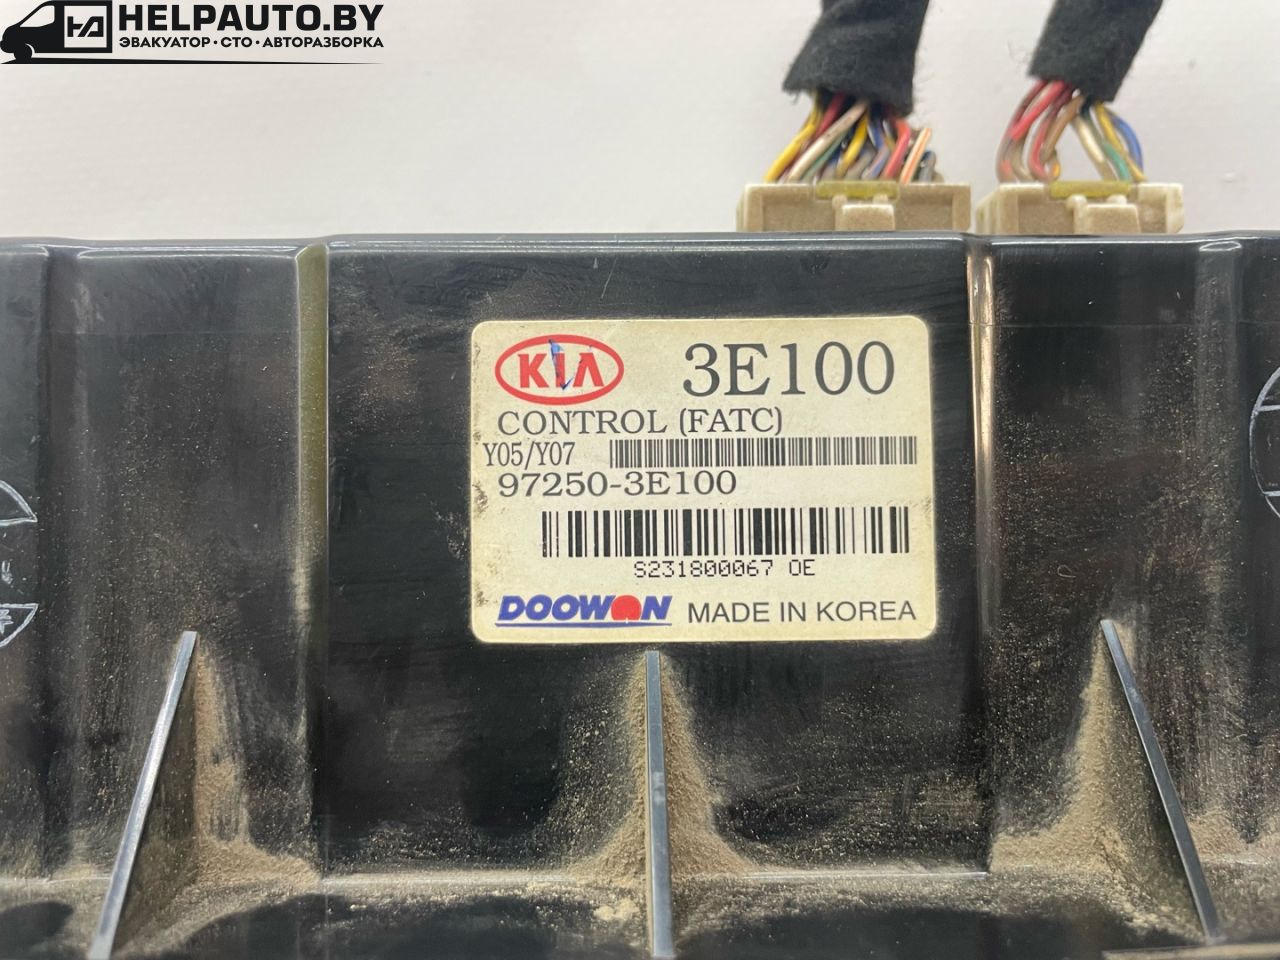 HELPAUTO.BY
ЭВАКУАТОР·СТО·АВТОРАЗБОРКА
KIA 3E100
CONTROL (FATC)
Y05/Y07
97250-3E100
S231800067 0E
DOOWON MADE IN KOREA